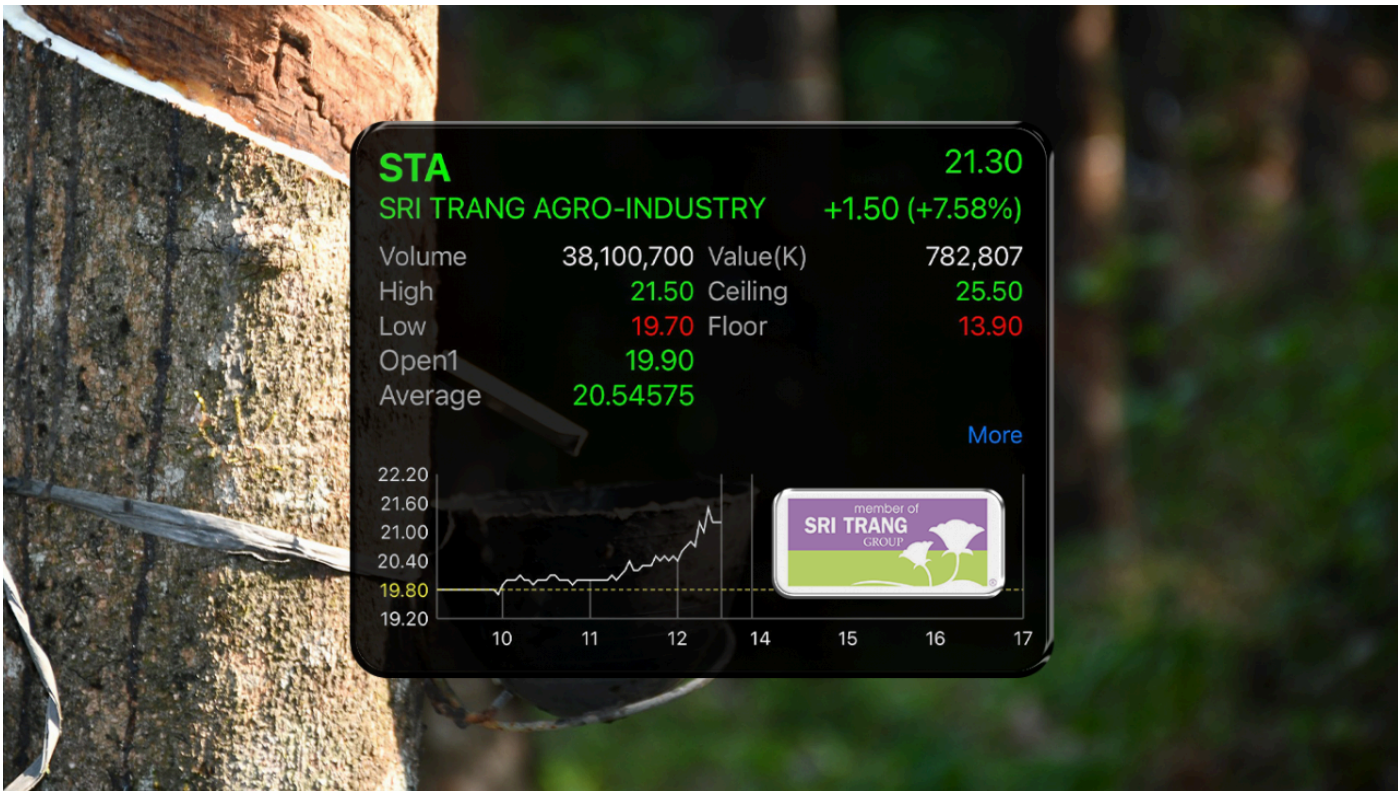 STA 21.30
SRI TRANG AGRO-INDUSTRY +1.50 (+7.58%)
Volume 38,100,700 Value(K) 782,807
High 21.50 Ceiling 25.50
Low 19.70 Floor 13.90
Open1 19.90
Average 20.54575
More
22.20
21.60
21.00
20.40
19.80
19.20
10 11 12 14 15 16 17
member of
SRI TRANG
GROUP
®